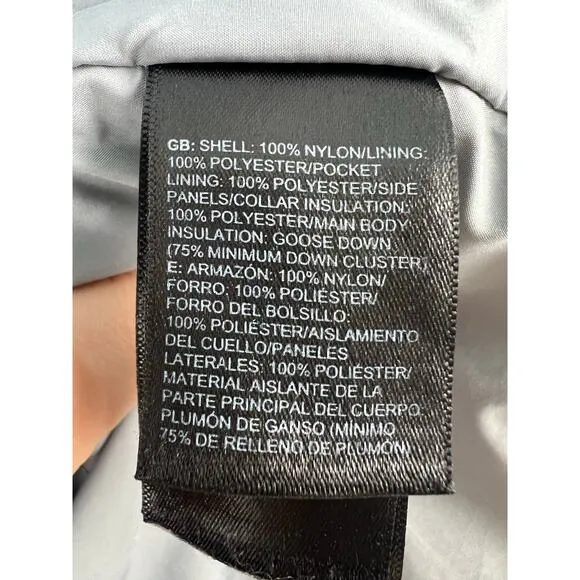 GB: SHELL: 100% NYLON/LINING:
100% POLYESTER/POCKET
LINING: 100% POLYESTER/SIDE
PANELS/COLLAR INSULATION:
100% POLYESTER/MAIN BODY
INSULATION: GOOSE DOWN
(75% MINIMUM DOWN CLUSTER)
E: ARMAZÓN: 100% NYLON/
FORRO: 100% POLIÉSTER/
FORRO DEL BOLSILLO:
100% POLIÉSTER/AISLAMIENTO
DEL CUELLO/PANELES
LATERALES: 100% POLIÉSTER/
MATERIAL AISLANTE DE LA
PARTE PRINCIPAL DEL CUERPO:
PLUMÓN DE GANSO (MÍNIMO
75% DE RELLENO DE PLUMÓN)